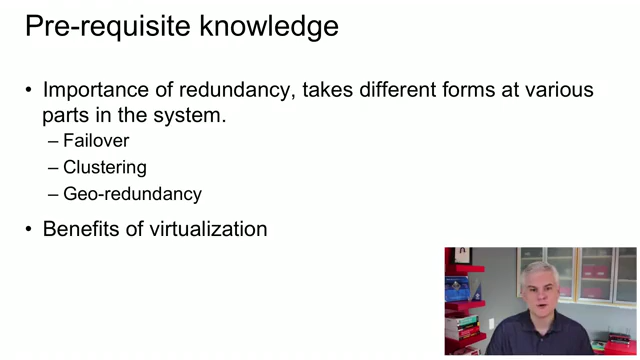 Pre-requisite knowledge
• Importance of redundancy, takes different forms at various
parts in the system.
– Failover
– Clustering
– Geo-redundancy
• Benefits of virtualization